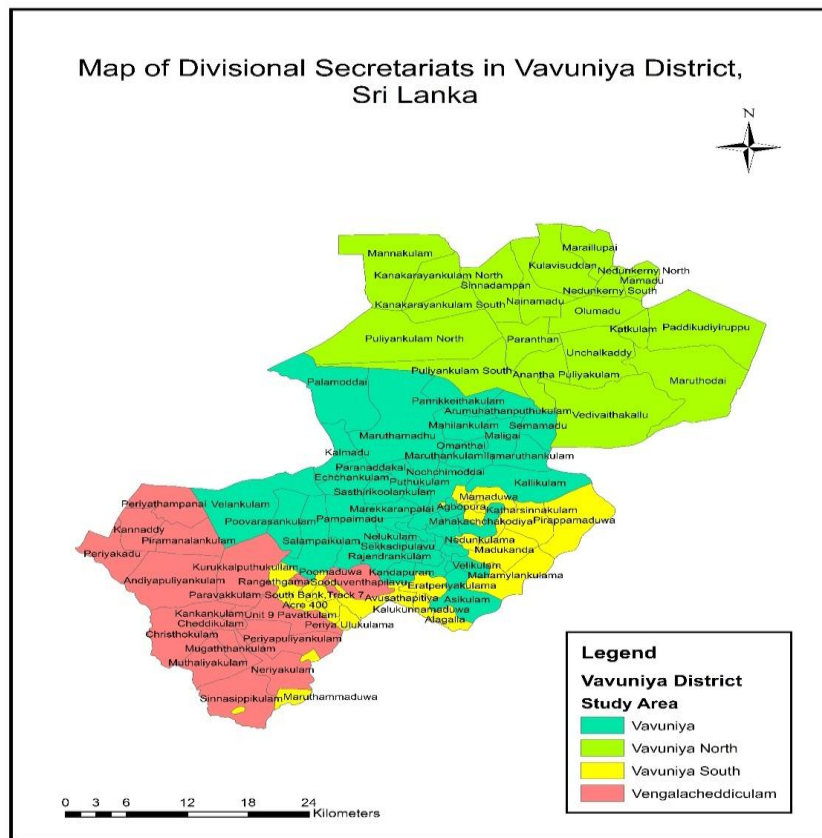 Map of Divisional Secretariats in Vavuniya District,
Sri Lanka
N
Maraillupai
Mannakulam
Kulavisuddan
Kanakarayankulam North
Nedunkerny North
Sinnadampan
Mamadu
Nedunkerny South
Kanakarayankulam South
Nainamadu
Olumadu
Puliyankulam North
Paranthan
Katkulam
Paddikudiyiruppu
Unchalkaddy
Puliyankulam South
Anantha Puliyakulam
Palamoddai
Maruthodai
Panrikkeithakulam
Arumuhathanputhukulam
Vedivaithakallu
Mahilankulam
Semamadu
Maruthamadhu
Maligai
Omanthai
Kalmadu
Maruthankulam
Ilamaruthankulam
Paranaddakal
Nochchimoddai
Echchankulam
Puthukulam
Kallikulam
Sasthirikoolankulam
Periyathampanai
Velankulam
Mamaduwa
Marekkaranpalai
Agbopura
Katharsinnakulam
Kannaddy
Poovarasankulam
Pampaimadu
Mahakachchakodiya
Pirappamaduwa
Piramanalankulam
Salampaikulam
Nelukulam
Nodunkulama
Periyakadu
Sekkadipulavu
Madukanda
Rajendrankulam
Kurukkalputhukullam
Velikulam
Andiyapuliyankulam
Poomaduwa
Kandapuram
Mahamylankulama
Rangethgama
Sooduventhapilavu
Eratperiyakulama
Paravakkulam
South Bank,Track 7
Avusathapitiya
Asikulam
Acre 400
Kalukunnamaduwa
Kankankulam
Unit 9 Pavatkulam
Alagalla
Cheddikulam
Periya Ulukulama
Christhokulam
Periyapuliyankulam
Mugaththankulam
Muthaliyakulam
Neriyakulam
Sinnasippikulam
Maruthammaduwa
Legend
Vavuniya District
Study Area
Vavuniya
Vavuniya North
Vavuniya South
Vengalacheddiculam
0 3 6 12 18 24
Kilometers